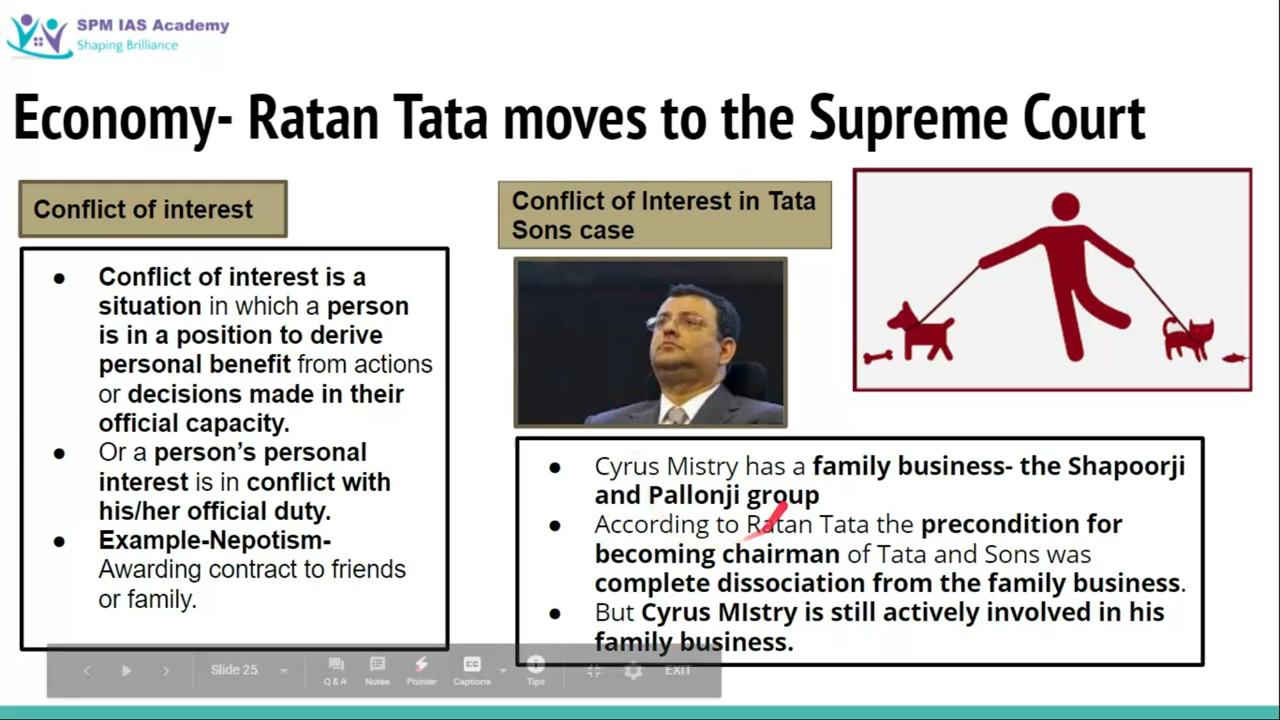 SPM IAS Academy
Shaping Brilliance
Economy- Ratan Tata moves to the Supreme Court
Conflict of interest
● Conflict of interest is a
situation in which a person
is in a position to derive
personal benefit from actions
or decisions made in their
official capacity.
● Or a person's personal
interest is in conflict with
his/her official duty.
● Example-Nepotism-
Awarding contract to friends
or family.
Conflict of Interest in Tata
Sons case
● Cyrus Mistry has a family business- the Shapoorji
and Pallonji group
● According to Ratan Tata the precondition for
becoming chairman of Tata and Sons was
complete dissociation from the family business.
● But Cyrus MIstry is still actively involved in his
family business.
Slide 25
Q & A
Notes
Pointer
CC
Captions
Tips
EXIT